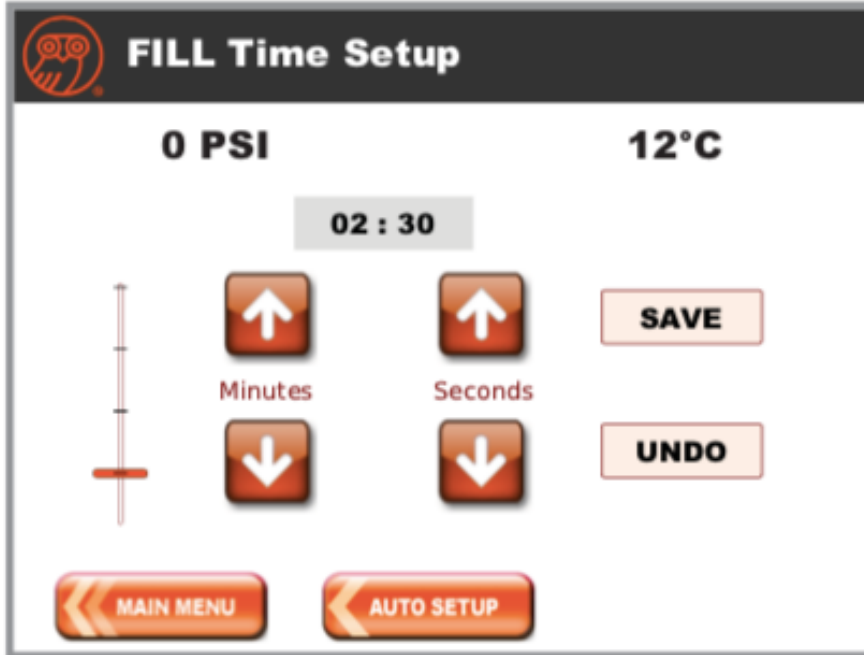 FILL Time Setup
0 PSI 12°C
02 : 30
SAVE
Minutes Seconds
UNDO
MAIN MENU AUTO SETUP